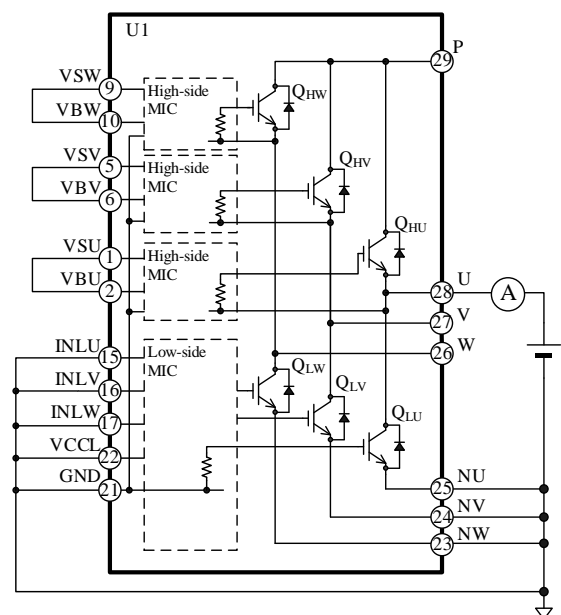 U1
VSW 9
VBW 10
High-side
MIC
QHW
P 29
VSV 5
VBV 6
High-side
MIC
QHV
VSU 1
VBU 2
High-side
MIC
QHU
U 28
A
V 27
W 26
INLU 15
INLV 16
INLW 17
VCCL 22
GND 21
Low-side
MIC
QLW
QLV
QLU
NU 25
NV 24
NW 23